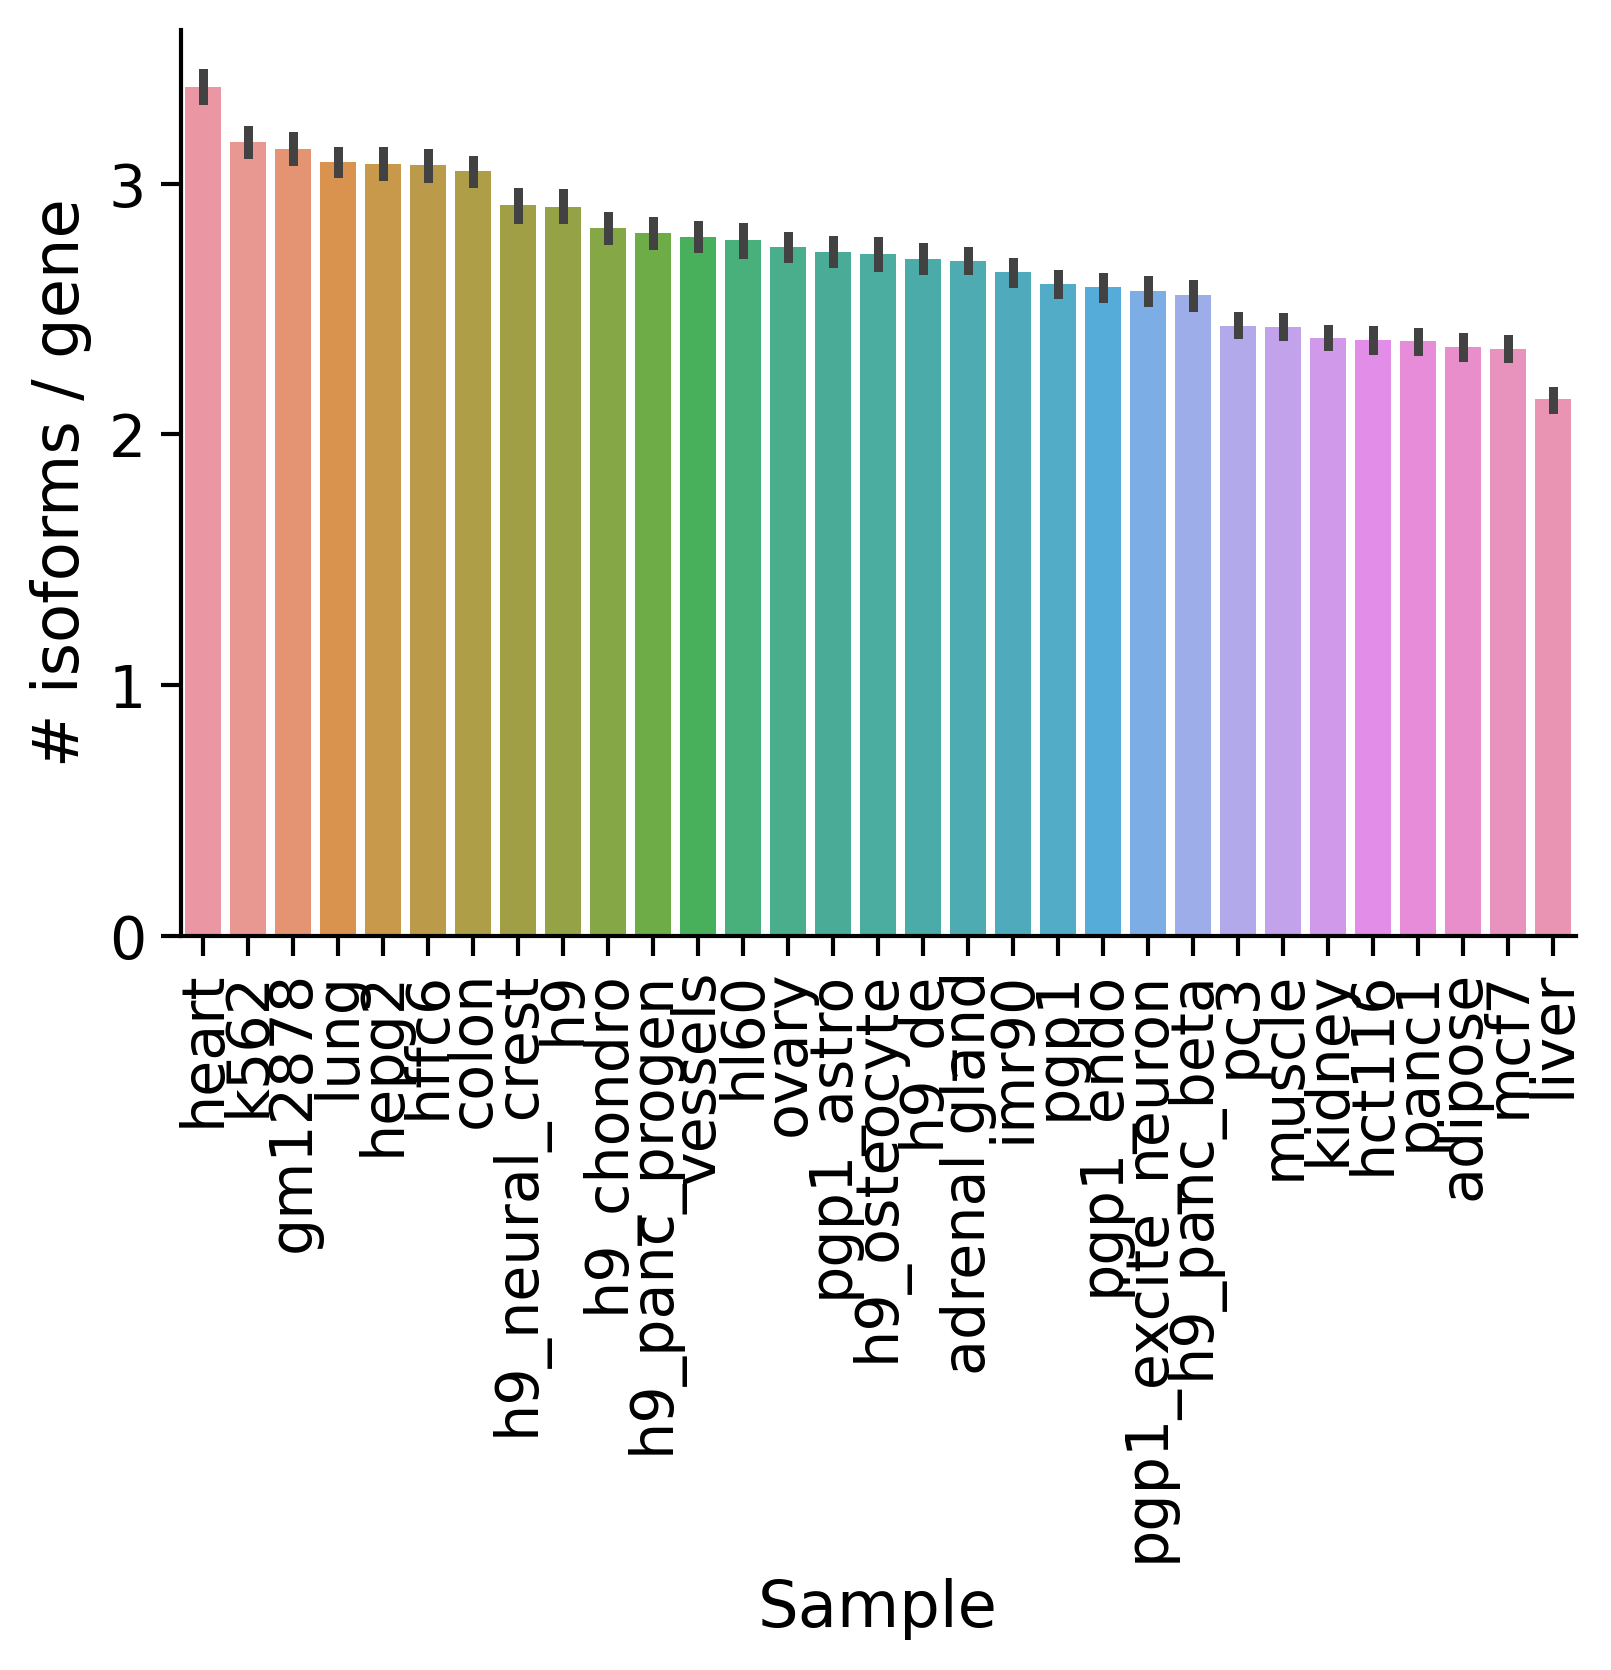 # isoforms / gene
3
2
1
0
heart
k562
gm12878
lung
hepg2
hffc6
colon
h9_neural_crest
h9
h9_chondro
h9_panc_progen
vessels
hl60
ovary
pgp1_astro
h9_osteocyte
h9_de
adrenal gland
imr90
pgp1
pgp1_endo
pgp1_excite_neuron
h9_panc_beta
pc3
muscle
kidney
hct116
panc1
adipose
mcf7
liver
Sample